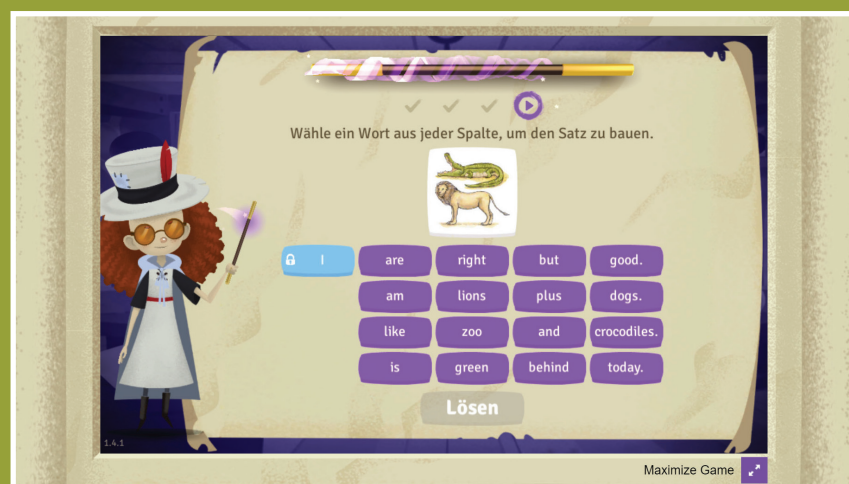 Wähle ein Wort aus jeder Spalte, um den Satz zu bauen.
I are right but good.
am lions plus dogs.
like zoo and crocodiles.
is green behind today.
Lösen
1.4.1
Maximize Game